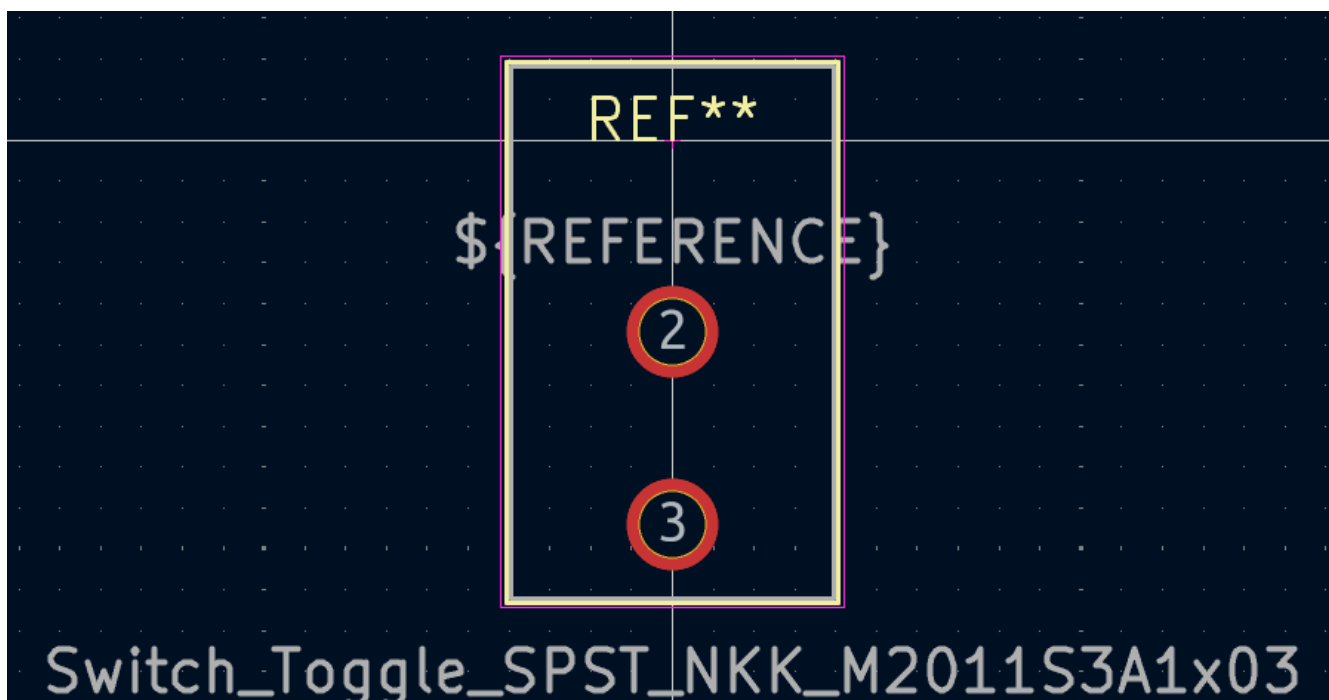 REF**
${REFERENCE}
2
3
Switch_Toggle_SPST_NKK_M2011S3A1x03